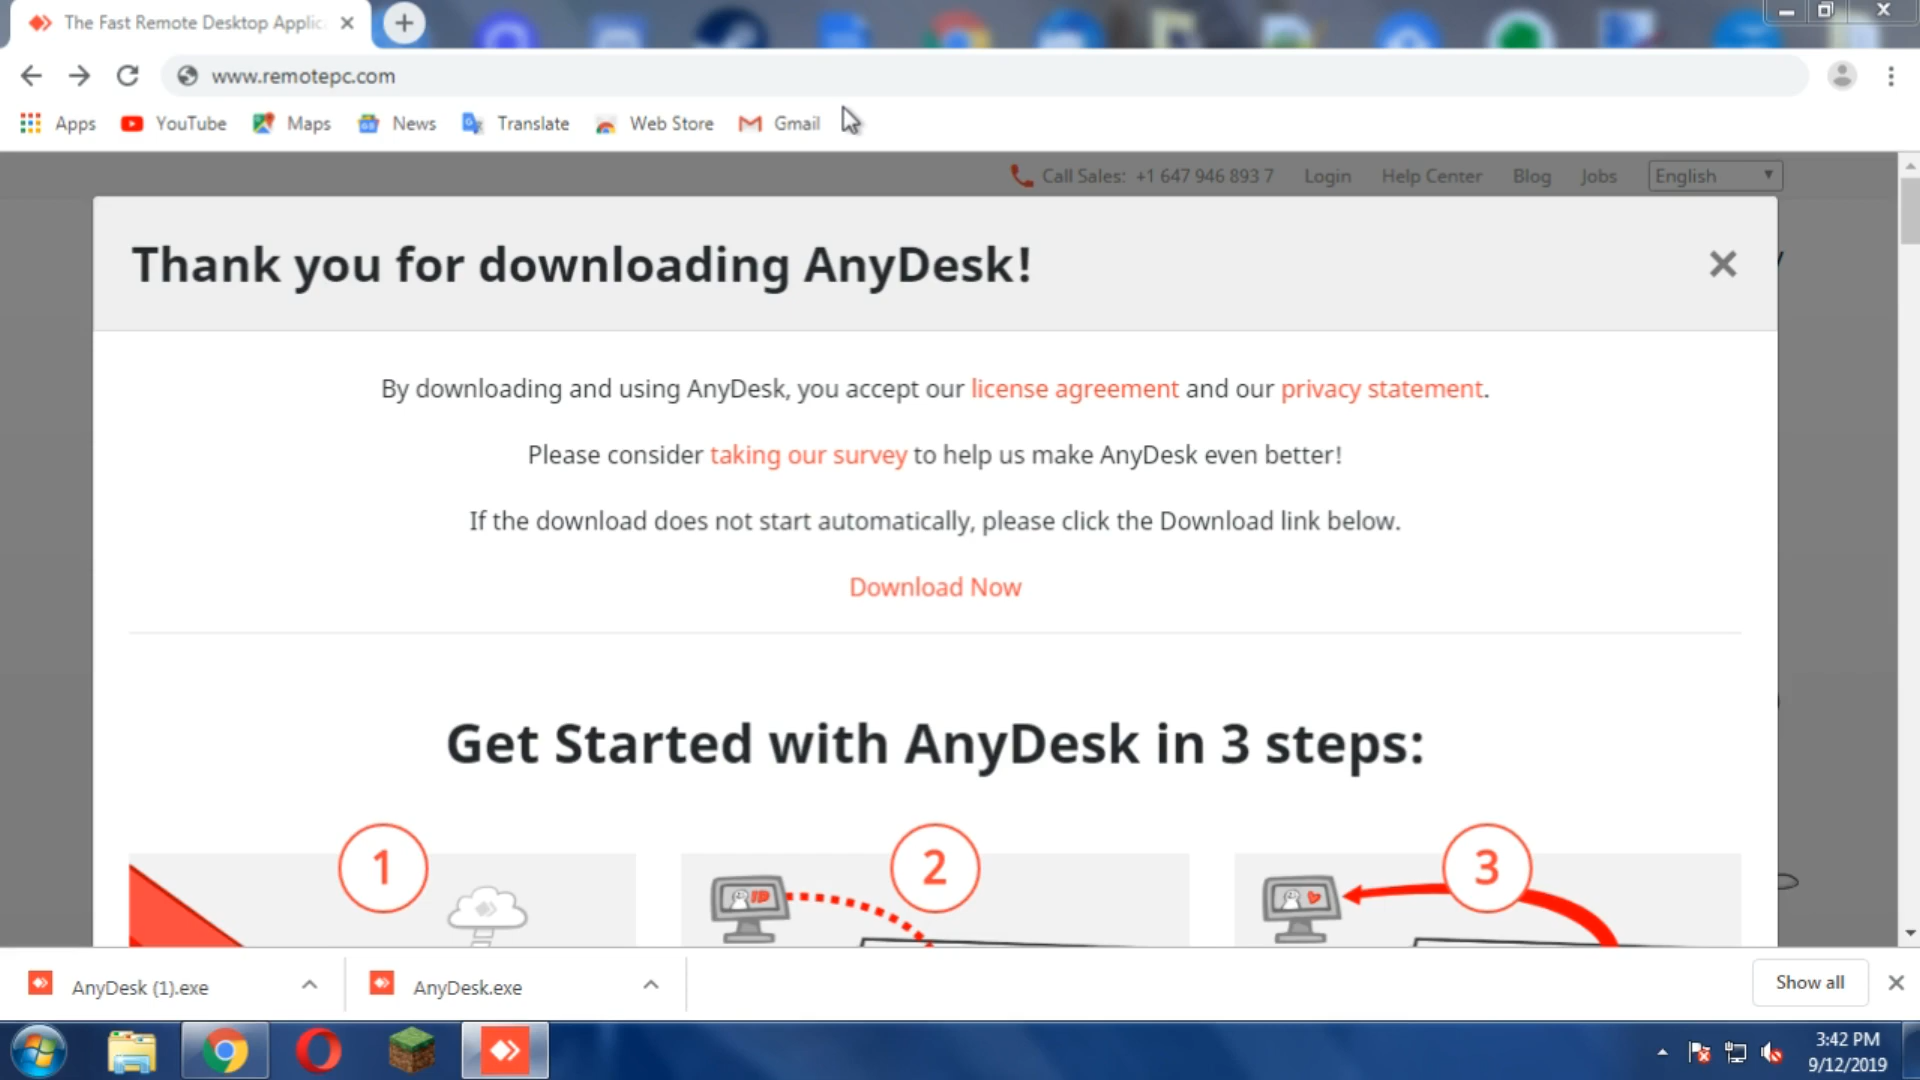 The Fast Remote Desktop Applic
www.remotepc.com
Apps YouTube Maps News Translate Web Store Gmail
Call Sales: +1 647 946 893 7 Login Help Center Blog Jobs English
Thank you for downloading AnyDesk!
By downloading and using AnyDesk, you accept our license agreement and our privacy statement.
Please consider taking our survey to help us make AnyDesk even better!
If the download does not start automatically, please click the Download link below.
Download Now
Get Started with AnyDesk in 3 steps:
1 2 3
ID
AnyDesk (1).exe AnyDesk.exe Show all
3:42 PM
9/12/2019